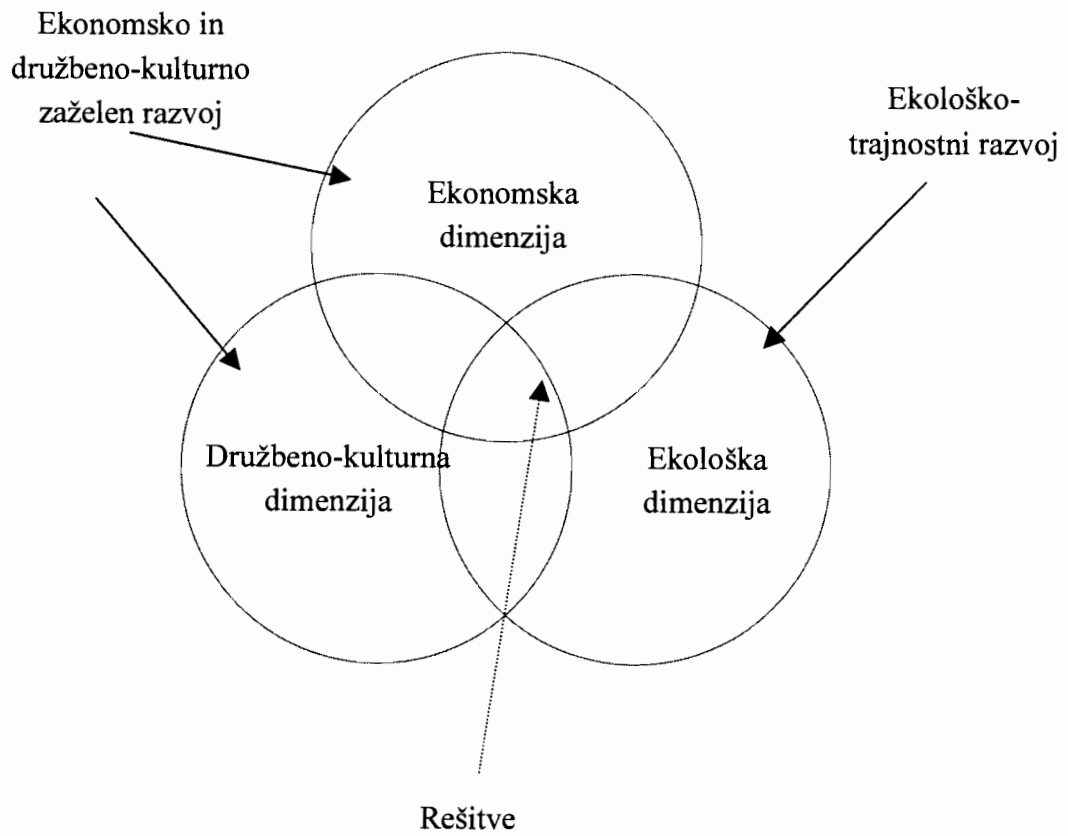 Ekonomsko in
družbeno-kulturno
zaželen razvoj
Ekološko-
trajnostni razvoj
Ekonomska
dimenzija
Družbeno-kulturna
dimenzija
Ekološka
dimenzija
Rešitve